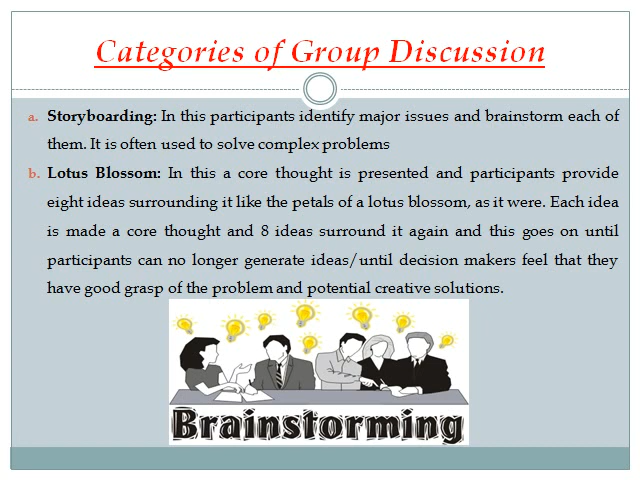 Categories of Group Discussion
a. Storyboarding: In this participants identify major issues and brainstorm each of
them. It is often used to solve complex problems
b. Lotus Blossom: In this a core thought is presented and participants provide
eight ideas surrounding it like the petals of a lotus blossom, as it were. Each idea
is made a core thought and 8 ideas surround it again and this goes on until
participants can no longer generate ideas/until decision makers feel that they
have good grasp of the problem and potential creative solutions.
Brainstorming